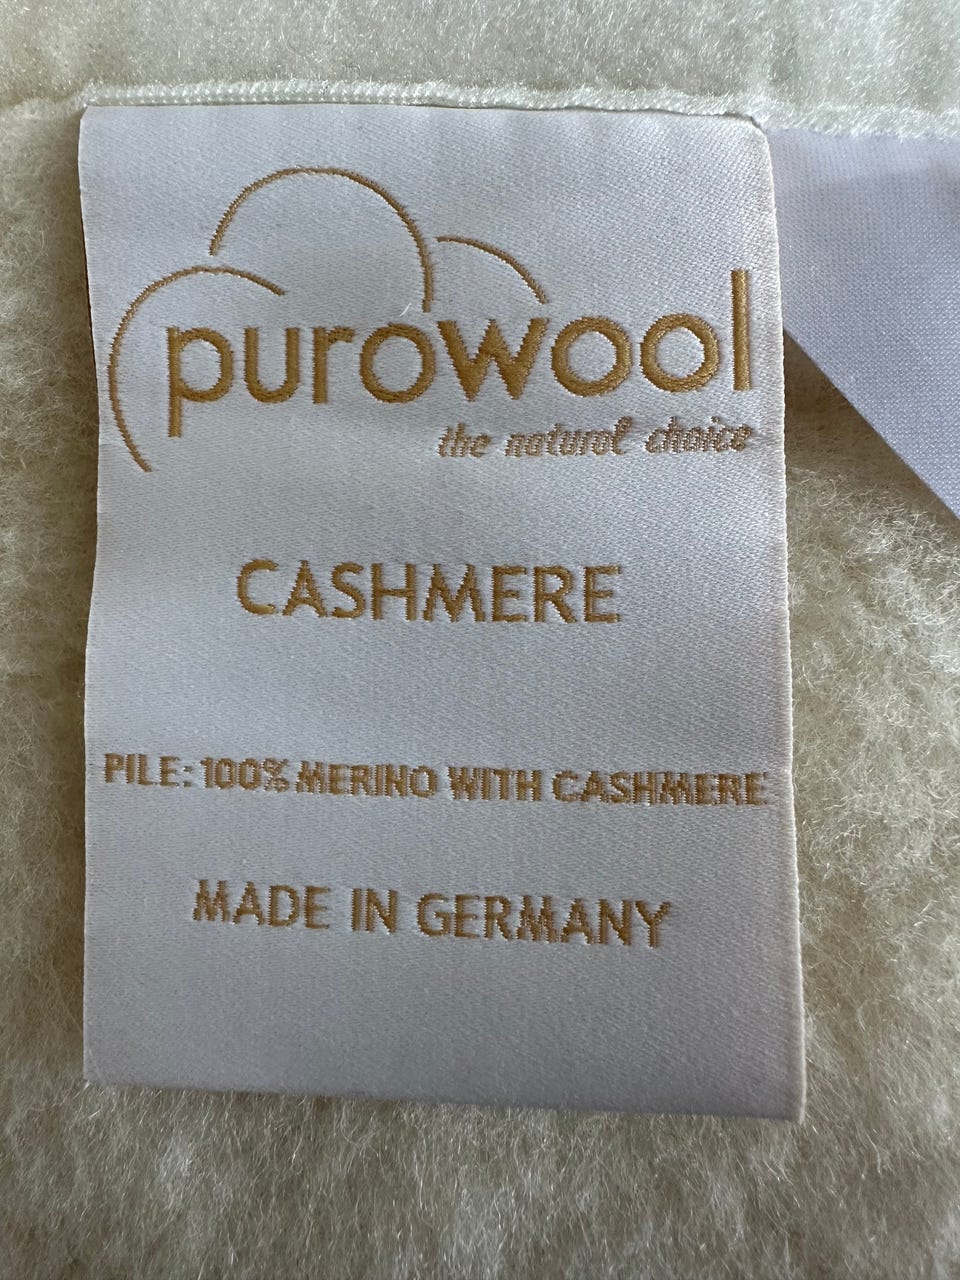 purowool
the natural choice
CASHMERE
PILE: 100% MERINO WITH CASHMERE
MADE IN GERMANY